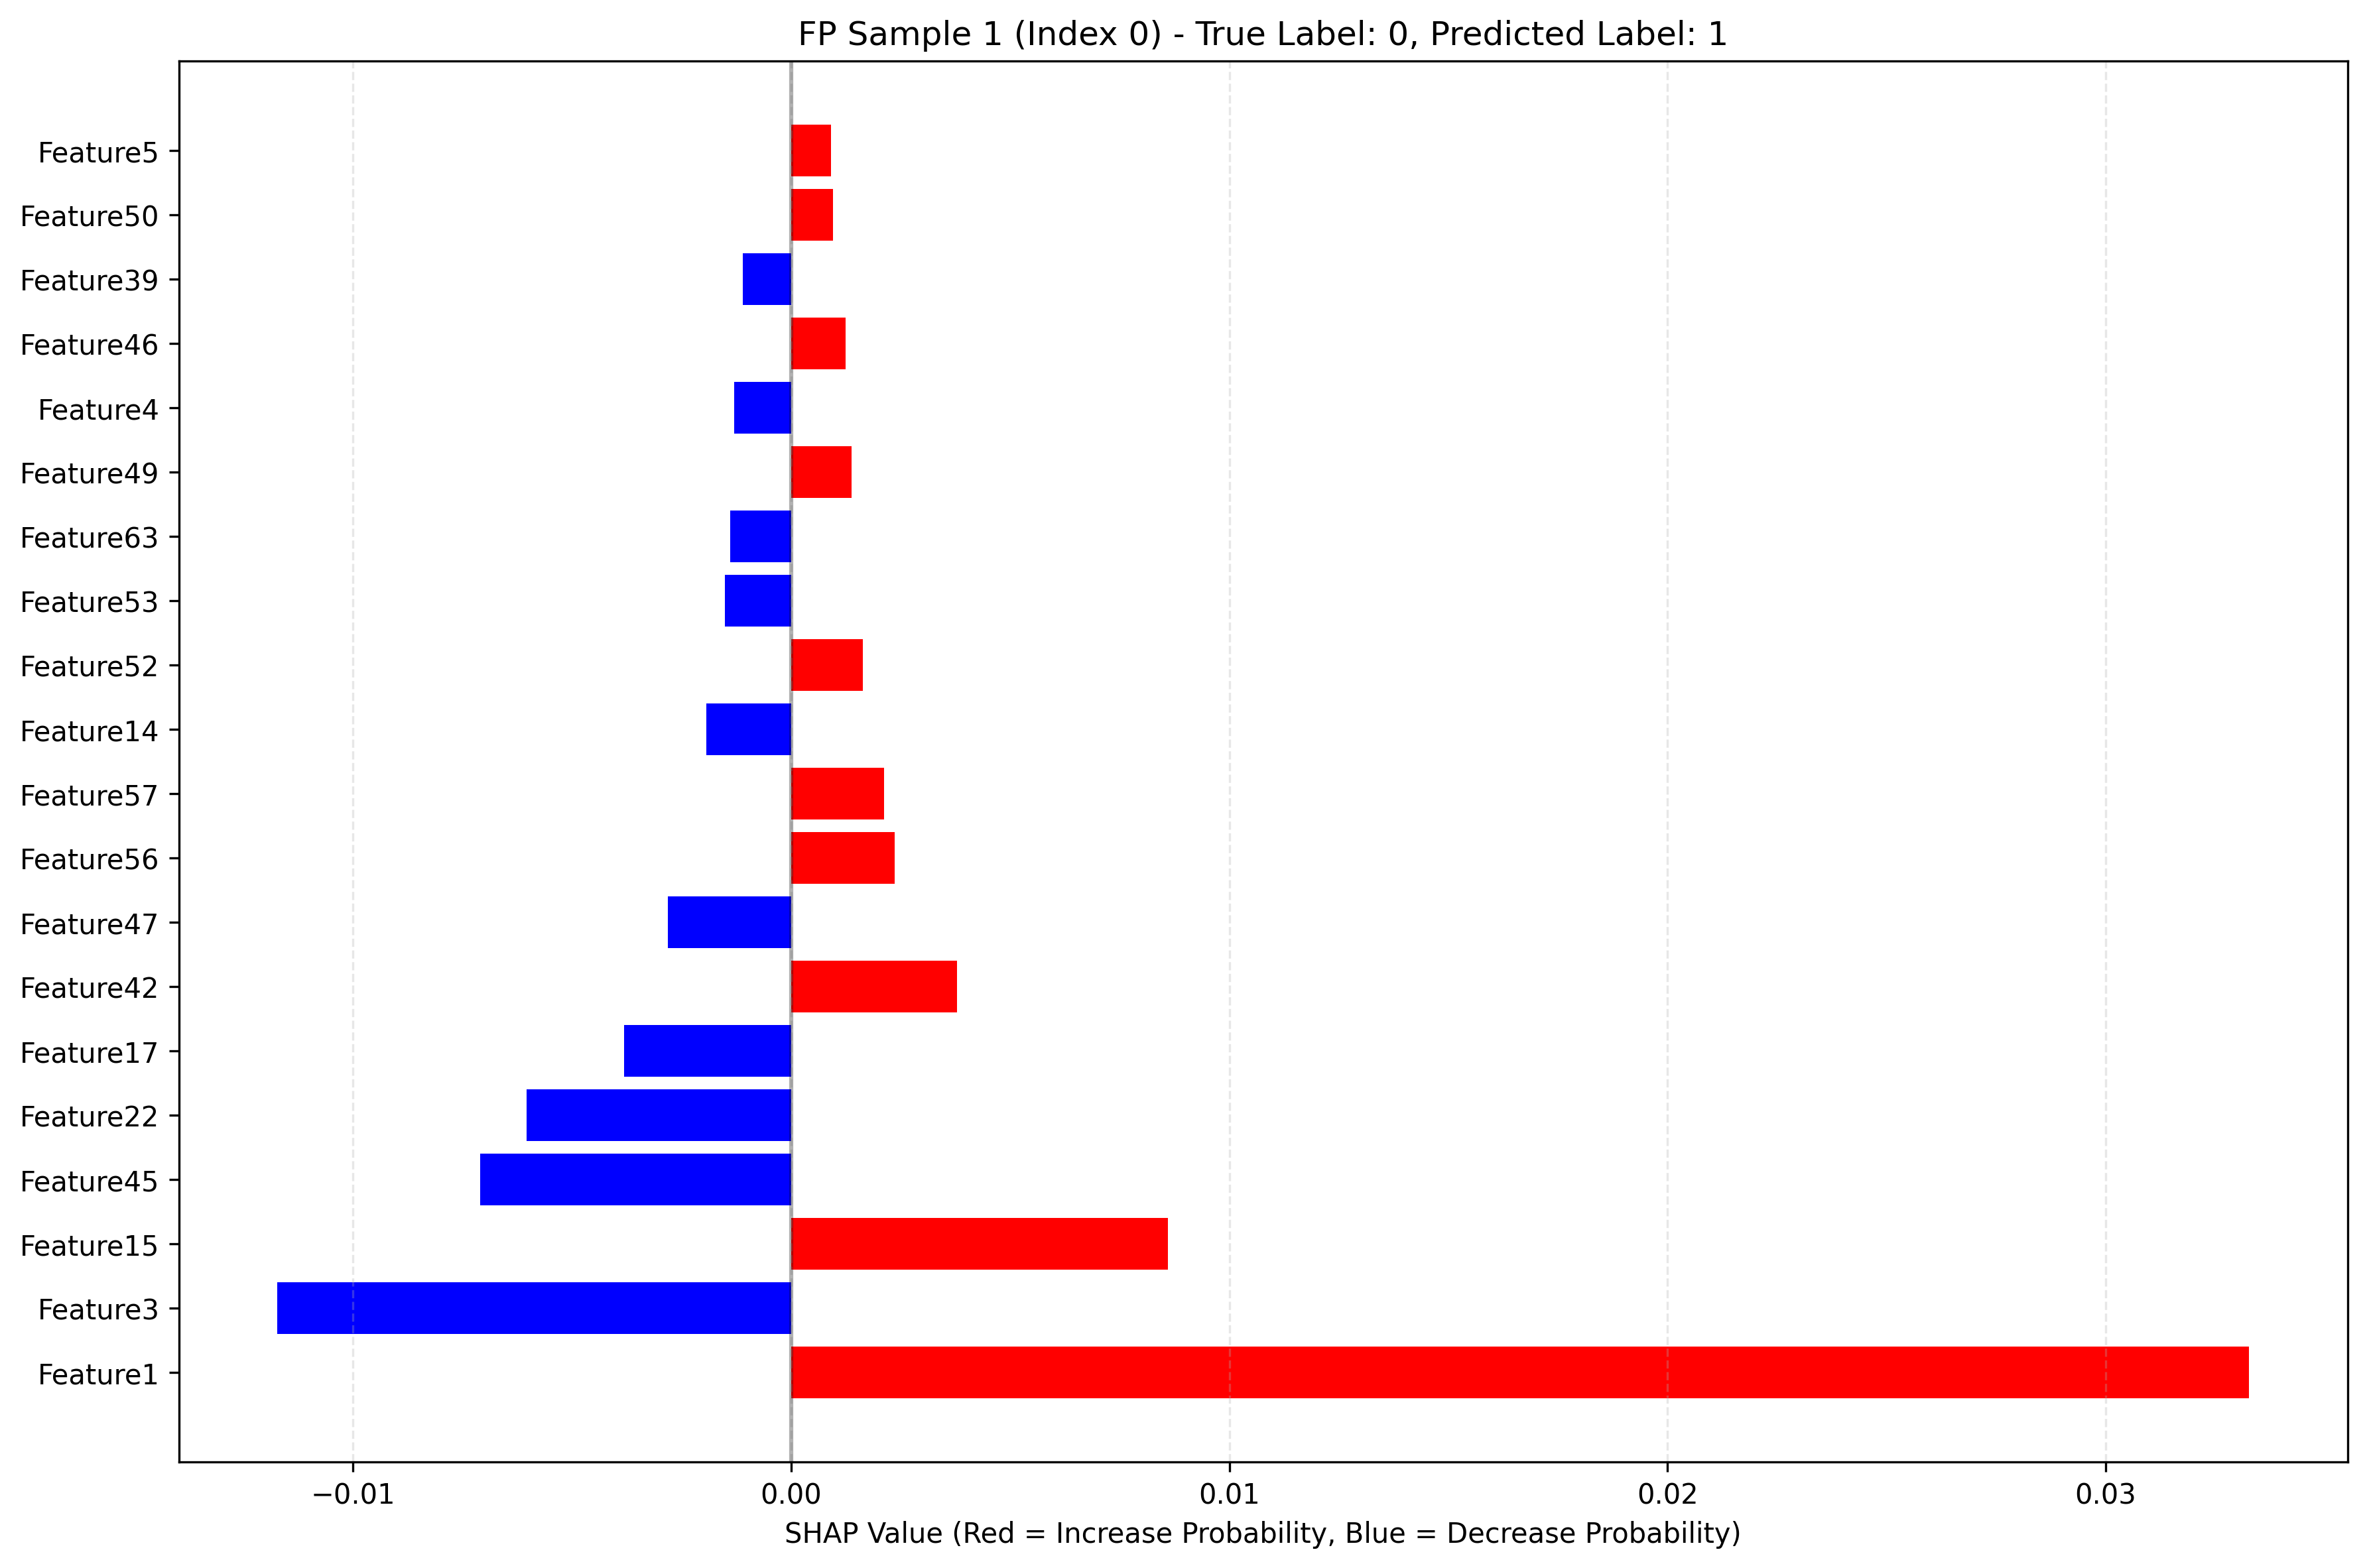 FP Sample 1 (Index 0) - True Label: 0, Predicted Label: 1
Feature5
Feature50
Feature39
Feature46
Feature4
Feature49
Feature63
Feature53
Feature52
Feature14
Feature57
Feature56
Feature47
Feature42
Feature17
Feature22
Feature45
Feature15
Feature3
Feature1
−0.01 0.00 0.01 0.02 0.03
SHAP Value (Red = Increase Probability, Blue = Decrease Probability)